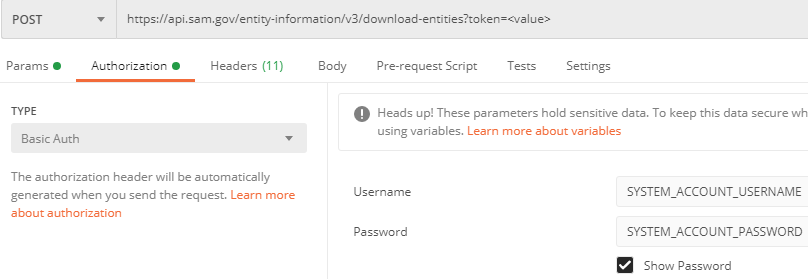 POST https://api.sam.gov/entity-information/v3/download-entities?token=<value>
Params Authorization Headers (11) Body Pre-request Script Tests Settings
TYPE
Basic Auth
The authorization header will be automatically
generated when you send the request. Learn more
about authorization
Heads up! These parameters hold sensitive data. To keep this data secure wh
using variables. Learn more about variables
Username SYSTEM_ACCOUNT_USERNAME
Password SYSTEM_ACCOUNT_PASSWORD
Show Password